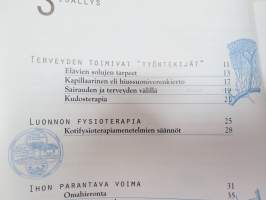 SISÄLLYS
TERVEYDEN TOIMIVAT "TYÖNTEKIJÄT" 11
Elävien solujen tarpeet 13
Kapillaarinen eli hiussuoniverenkierto 17
Sairauden ja terveyden välillä 19
Kudosterapia 21
LUONNON FYSIOTERAPIA 25
Kotifysioterapiamenetelmien säännöt 28
IHON PARANTAVA VOIMA 31
Omahieronta 35